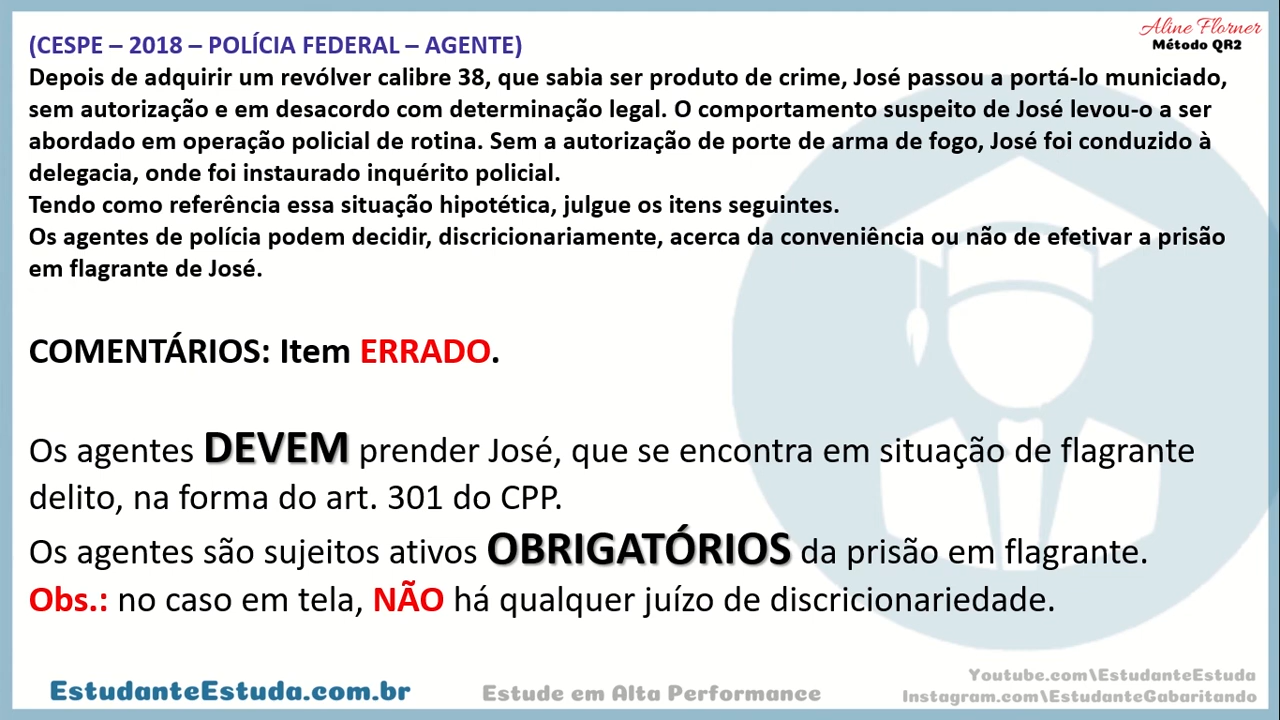 Aline Florner
Método QR2
(CESPE – 2018 – POLÍCIA FEDERAL – AGENTE)
Depois de adquirir um revólver calibre 38, que sabia ser produto de crime, José passou a portá-lo municiado,
sem autorização e em desacordo com determinação legal. O comportamento suspeito de José levou-o a ser
abordado em operação policial de rotina. Sem a autorização de porte de arma de fogo, José foi conduzido à
delegacia, onde foi instaurado inquérito policial.
Tendo como referência essa situação hipotética, julgue os itens seguintes.
Os agentes de polícia podem decidir, discricionariamente, acerca da conveniência ou não de efetivar a prisão
em flagrante de José.
COMENTÁRIOS: Item ERRADO.
Os agentes DEVEM prender José, que se encontra em situação de flagrante
delito, na forma do art. 301 do CPP.
Os agentes são sujeitos ativos OBRIGATÓRIOS da prisão em flagrante.
Obs.: no caso em tela, NÃO há qualquer juízo de discricionariedade.
EstudanteEstuda.com.br
Estude em Alta Performance
Youtube.com\EstudanteEstuda
Instagram.com\EstudanteGabaritando